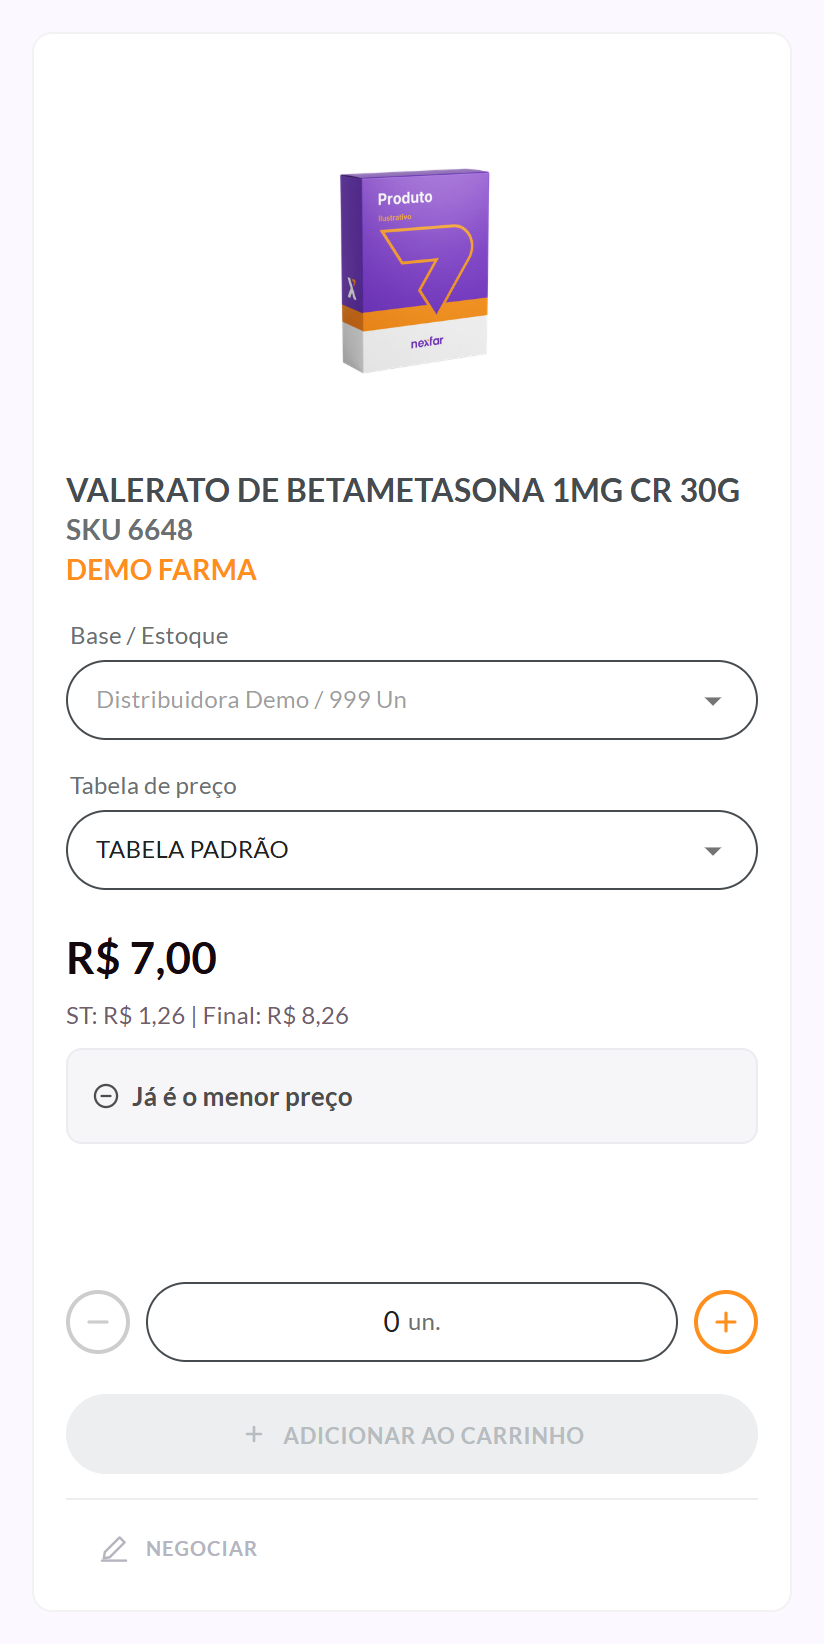 Produto
Ilustrativo
nexfar
VALERATO DE BETAMETASONA 1MG CR 30G
SKU 6648
DEMO FARMA
Base / Estoque
Distribuidora Demo / 999 Un
Tabela de preço
TABELA PADRÃO
R$ 7,00
ST: R$ 1,26 | Final: R$ 8,26
Já é o menor preço
0 un.
ADICIONAR AO CARRINHO
NEGOCIAR